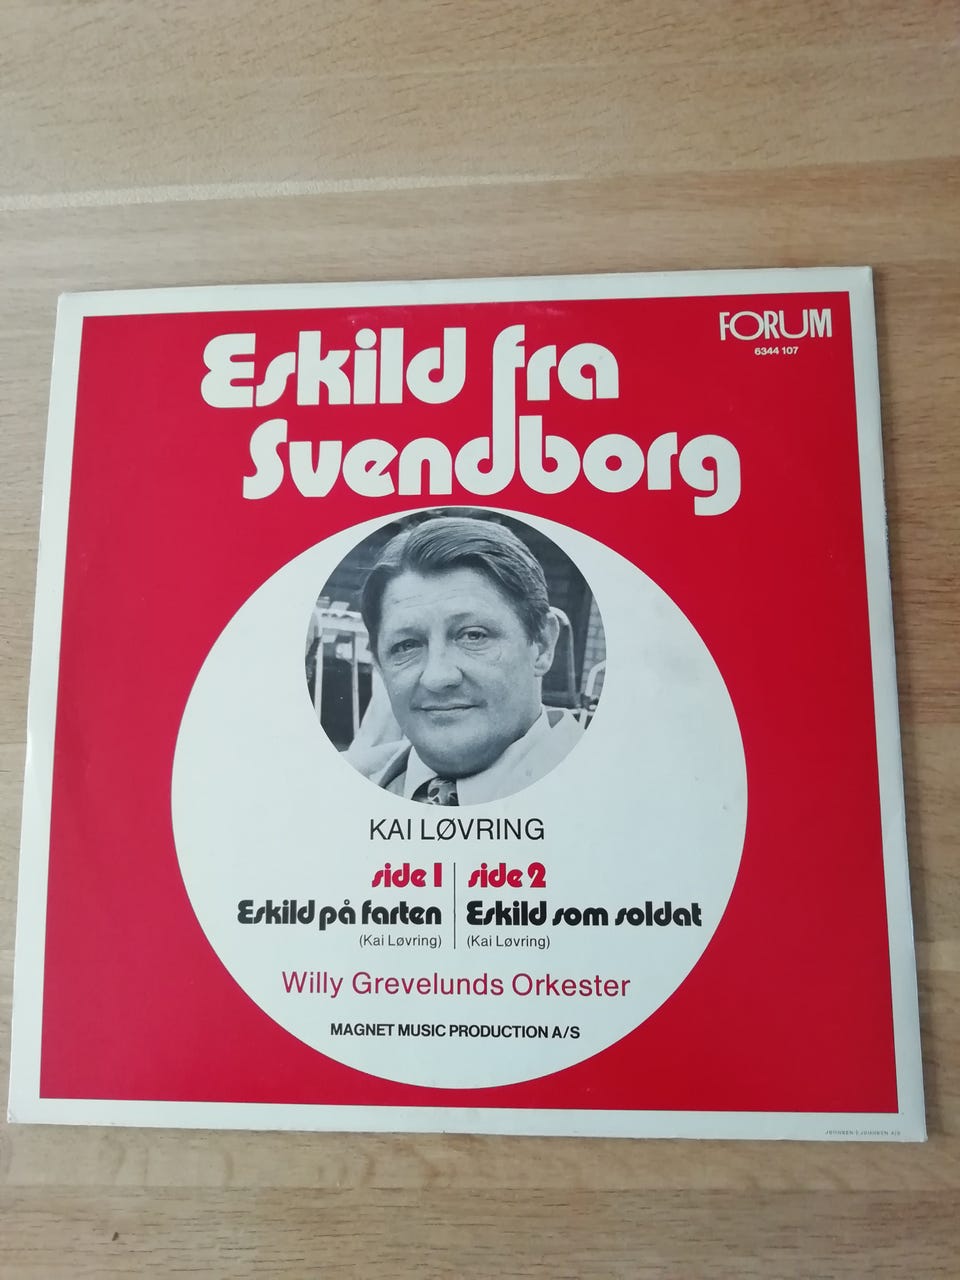 FORUM
6344 107
Eskild fra
Svendborg
KAI LØVRING
side 1
Eskild på farten
(Kai Løvring)
side 2
Eskild som soldat
(Kai Løvring)
Willy Grevelunds Orkester
MAGNET MUSIC PRODUCTION A/S